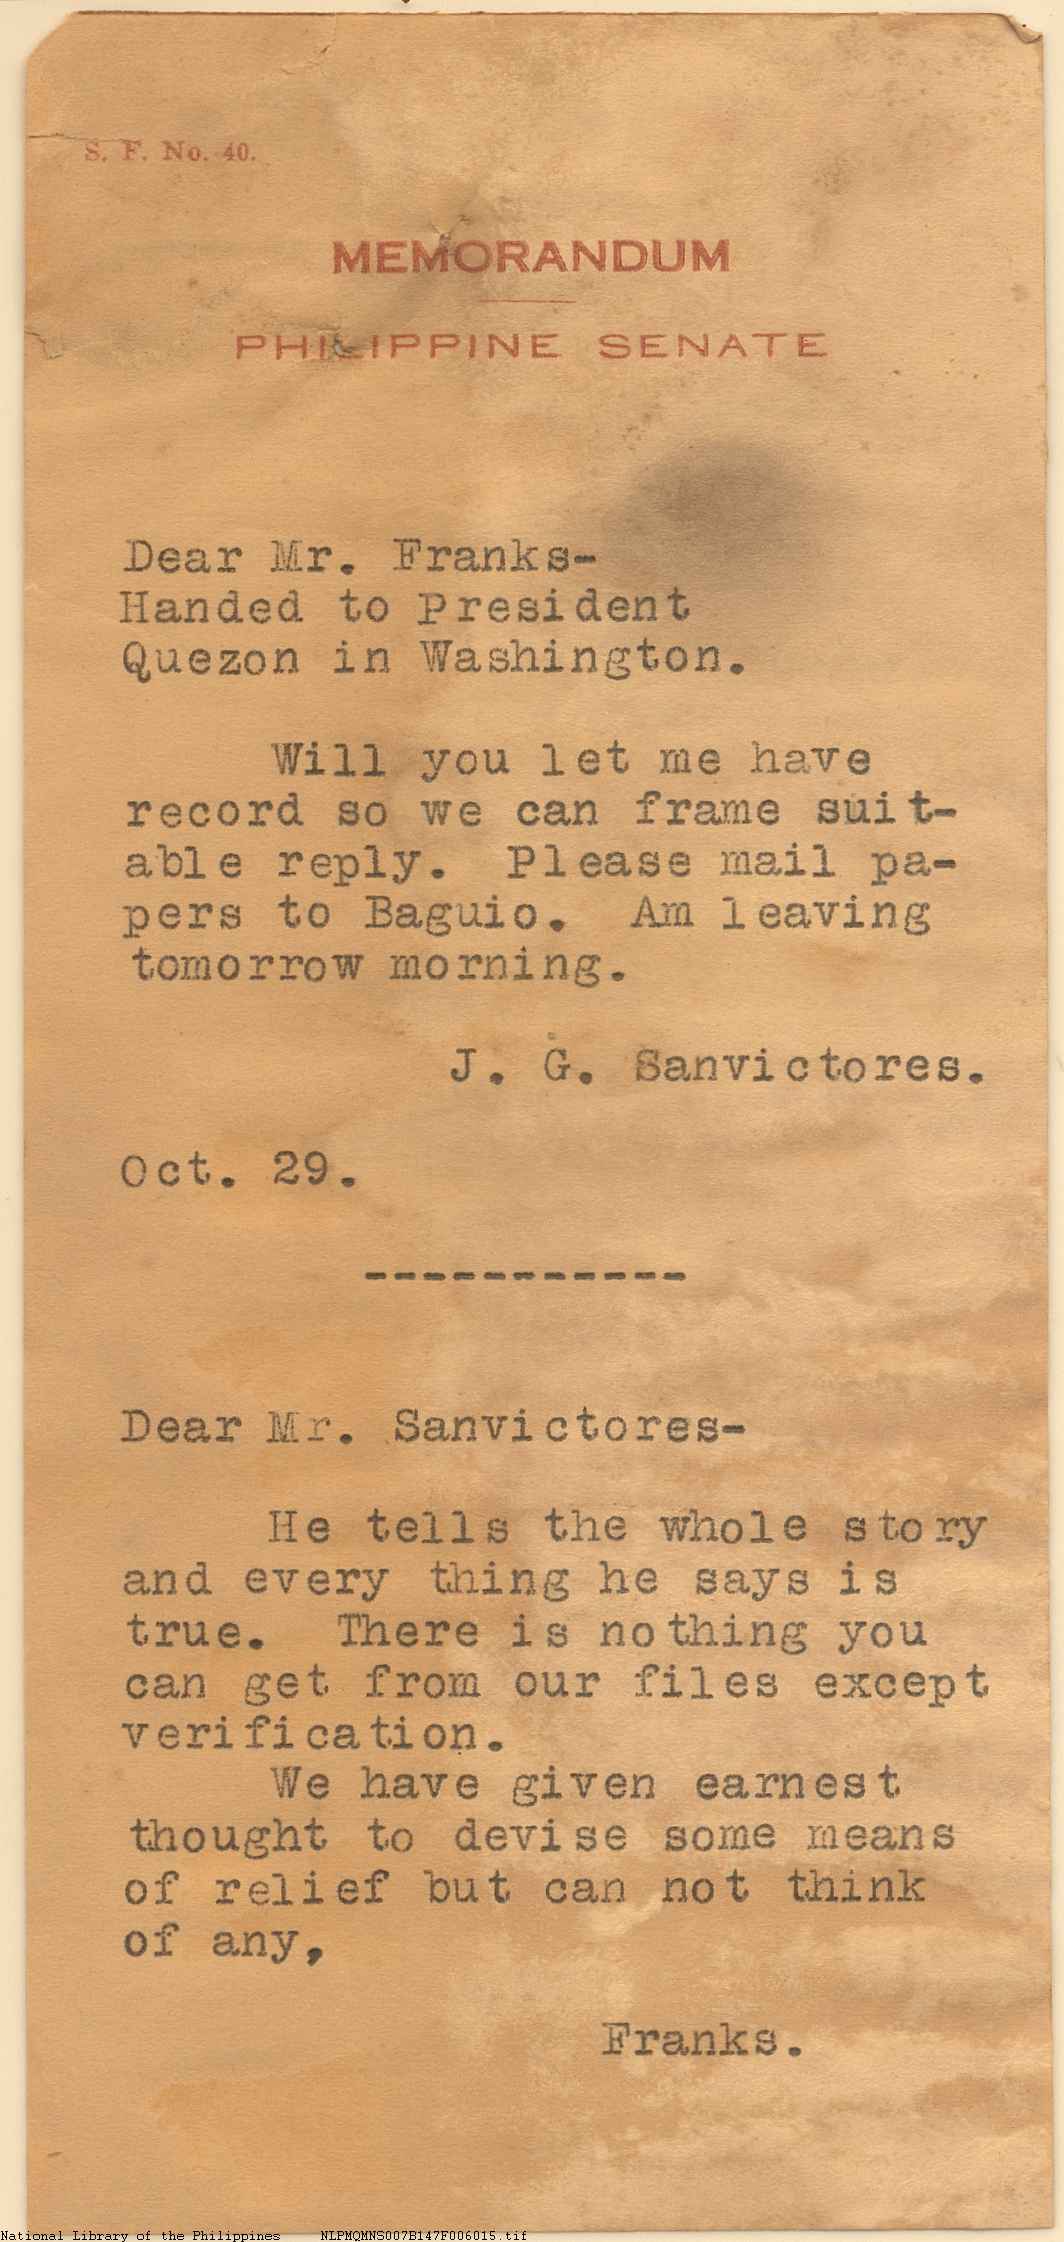 S. F. No. 40.
MEMORANDUM
PHILIPPINE SENATE
Dear Mr. Franks-
Handed to President
Quezon in Washington.
Will you let me have
record so we can frame suit-
able reply. Please mail pa-
pers to Baguio. Am leaving
tomorrow morning.
J. G. Sanvictores.
Oct. 29.
------------
Dear Mr. Sanvictores-
He tells the whole story
and every thing he says is
true. There is nothing you
can get from our files except
verification.
We have given earnest
thought to devise some means
of relief but can not think
of any,
Franks.
National Library of the Philippines NLPMQMNS007B147F006015.tif